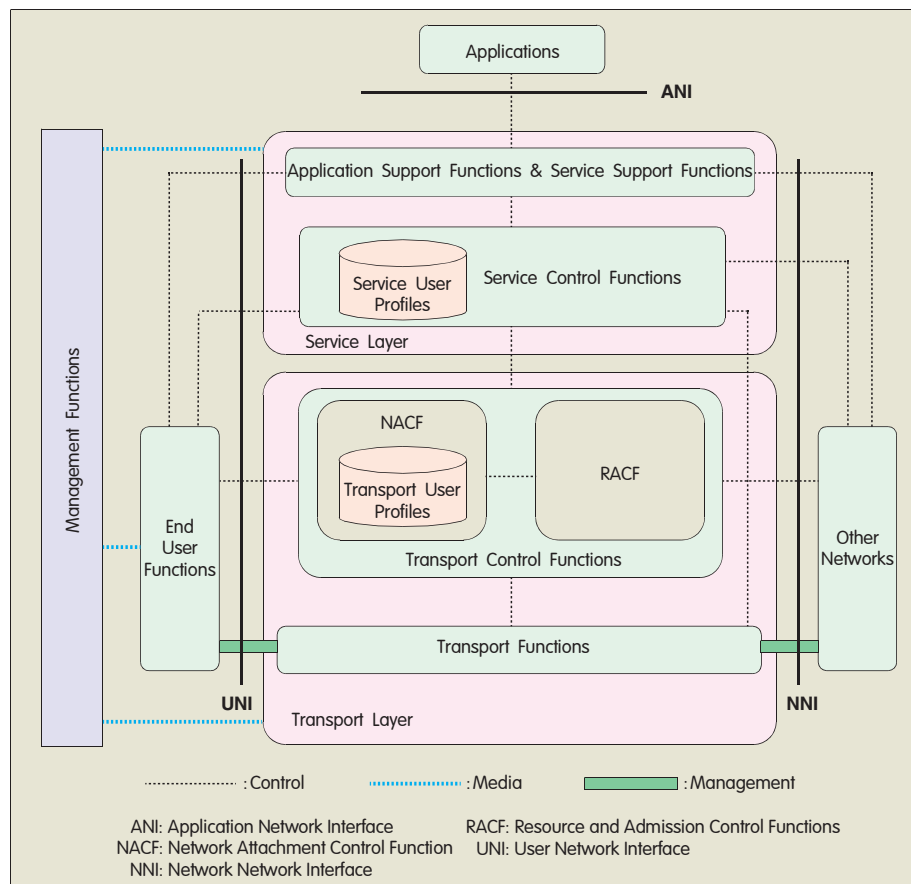 Applications
ANI
Application Support Functions & Service Support Functions
Service User
Profiles
Service Control Functions
Service Layer
Management Functions
NACF
Transport User
Profiles
RACF
Transport Control Functions
End
User
Functions
Other
Networks
Transport Functions
UNI
NNI
Transport Layer
: Control
: Media
: Management
ANI: Application Network Interface
RACF: Resource and Admission Control Functions
NACF: Network Attachment Control Function
UNI: User Network Interface
NNI: Network Network Interface